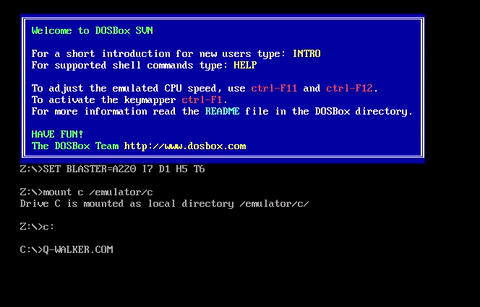 Welcome to DOSBox SVN
For a short introduction for new users type: INTRO
For supported shell commands type: HELP
To adjust the emulated CPU speed, use ctrl-F11 and ctrl-F12.
To activate the keymapper ctrl-F1.
For more information read the README file in the DOSBox directory.
HAVE FUN!
The DOSBox Team http://www.dosbox.com
Z:\>SET BLASTER=A220 I7 D1 H5 T6
Z:\>mount c /emulator/c
Drive C is mounted as local directory /emulator/c/
Z:\>c:
C:\>Q-WALKER.COM